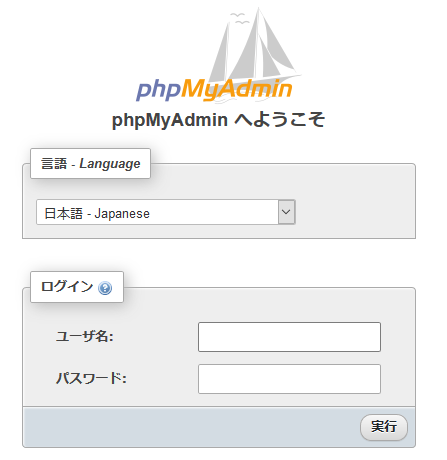 phpMyAdmin
phpMyAdmin へようこそ
言語 - Language
日本語 - Japanese
ログイン
ユーザ名:
パスワード:
実行